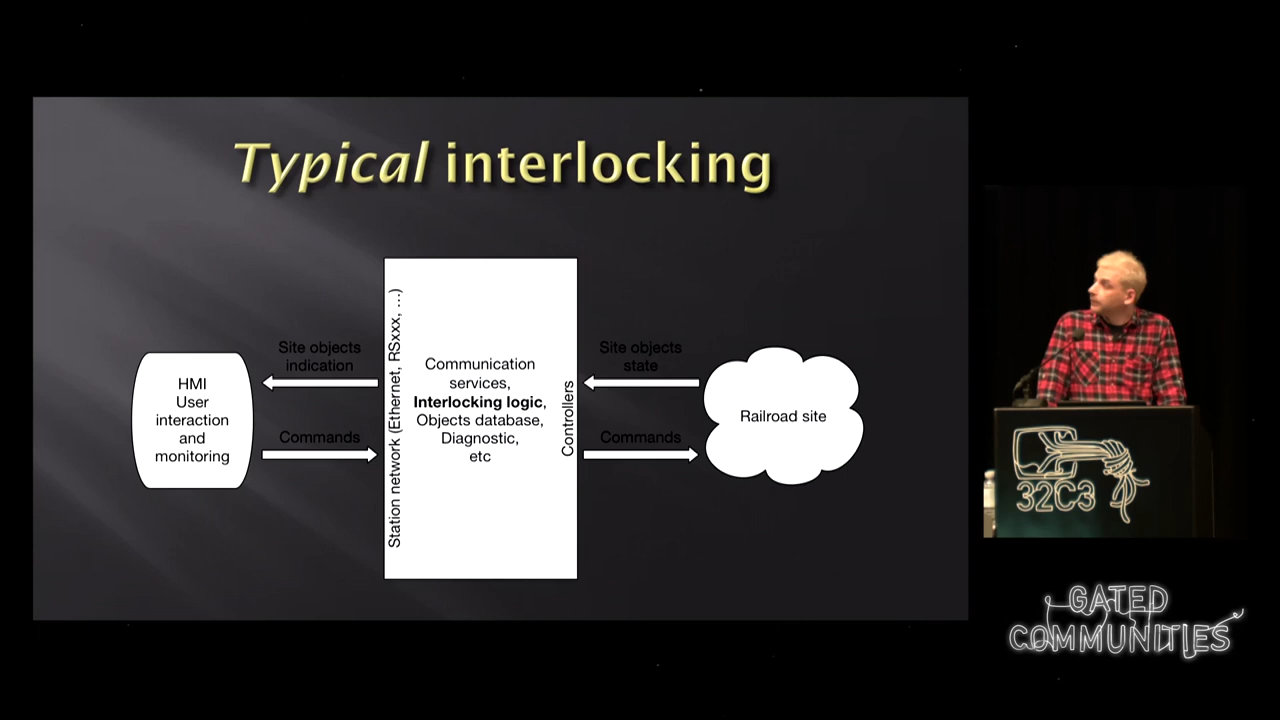 Typical interlocking
Site objects
indication
Commands
HMI
User
interaction
and
monitoring
Station network (Ethernet, RSxxx, ...)
Communication
services,
Interlocking logic,
Objects database,
Diagnostic,
etc
Controllers
Site objects
state
Commands
Railroad site
32C3
GATED
COMMUNITIES